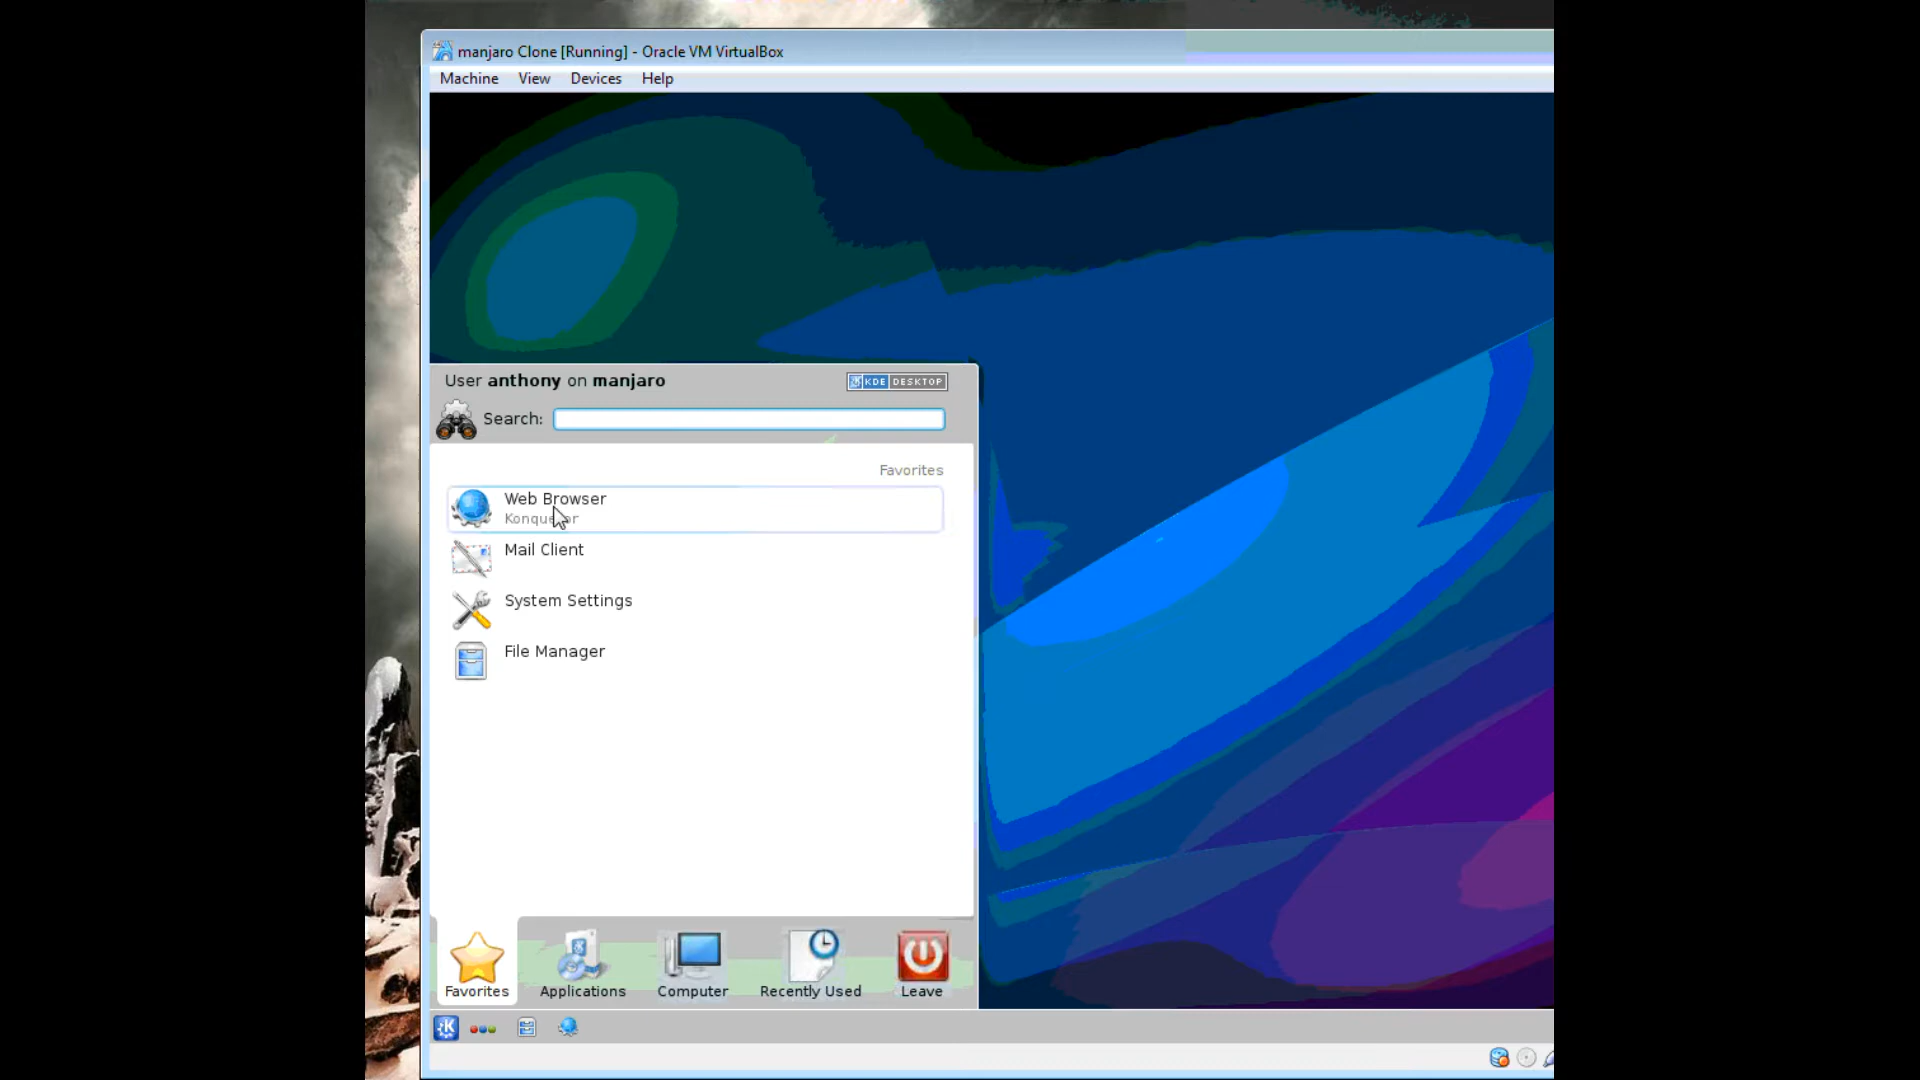 manjaro Clone [Running] - Oracle VM VirtualBox
Machine View Devices Help
User anthony on manjaro
KDE DESKTOP
Search:
Favorites
Web Browser
Mail Client
System Settings
File Manager
Favorites Applications Computer Recently Used Leave